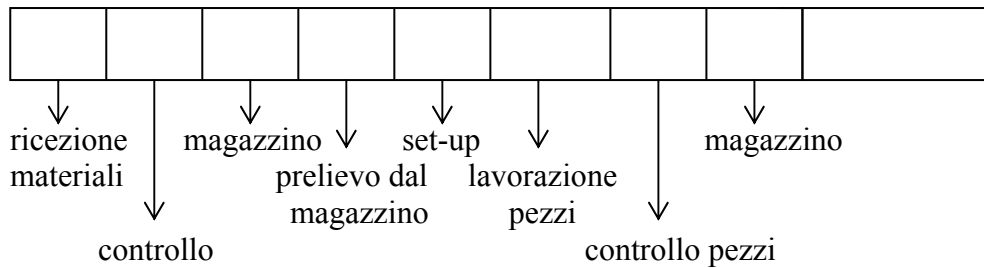 ricezione
materiali
controllo
magazzino
prelievo dal
magazzino
set-up
lavorazione
pezzi
controllo pezzi
magazzino